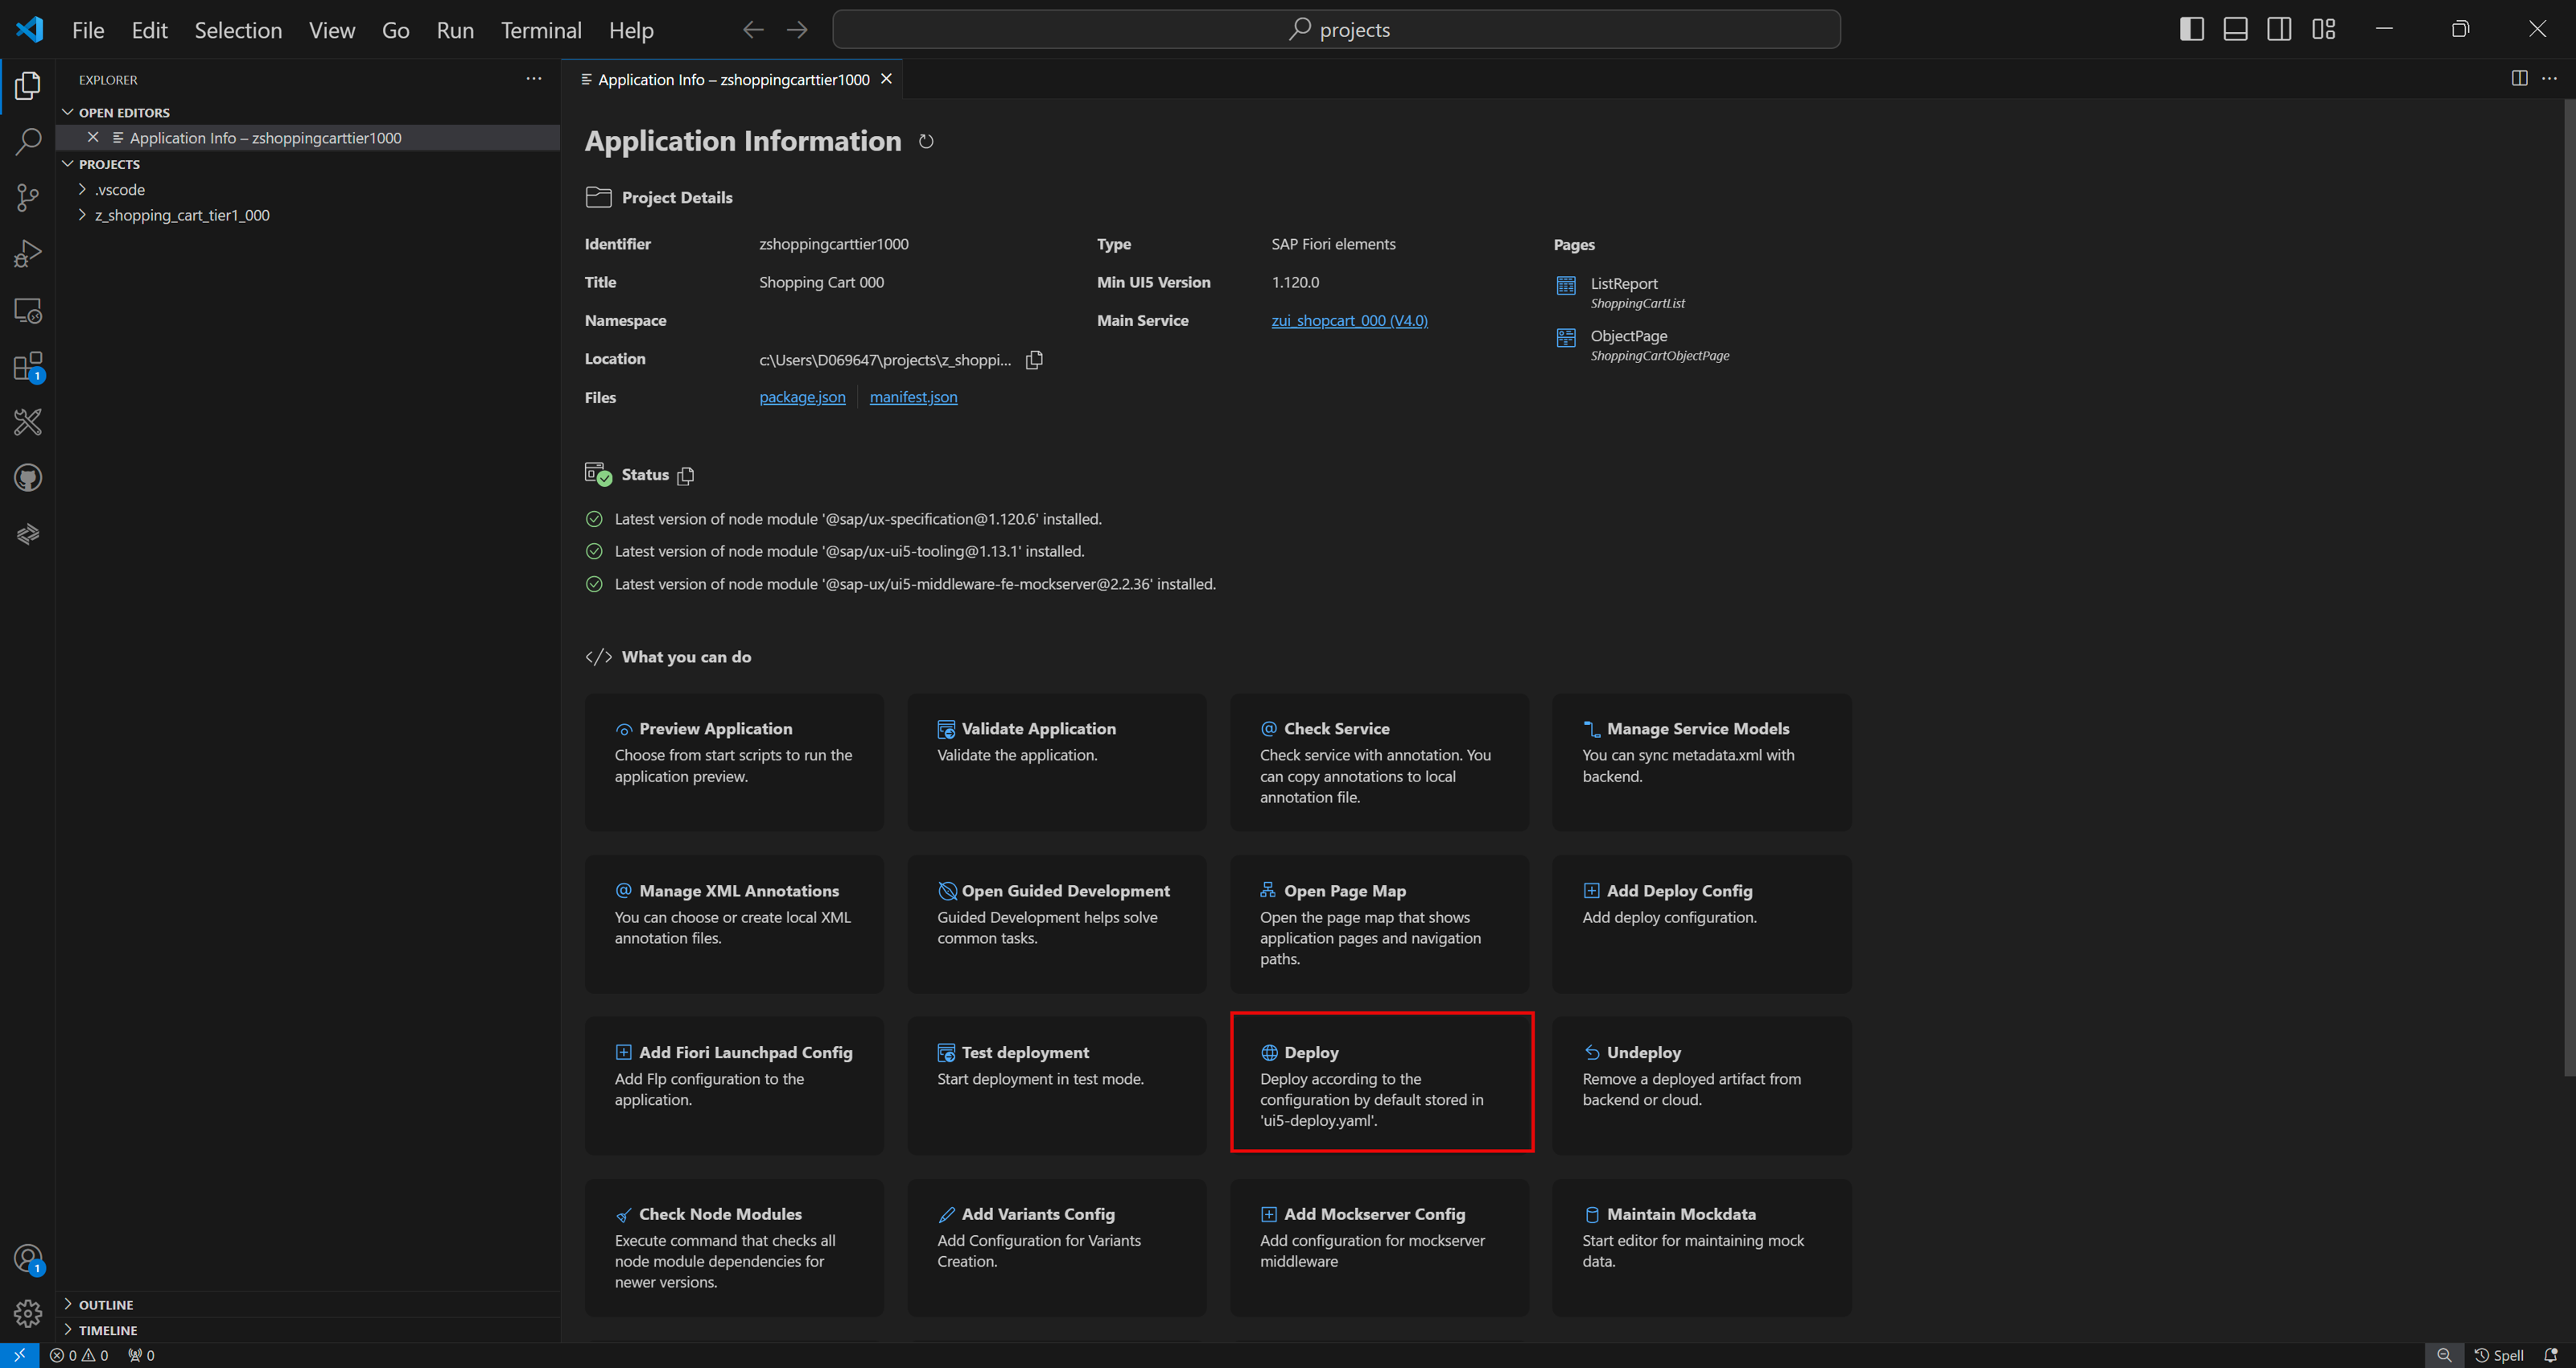 File Edit Selection View Go Run Terminal Help
projects
EXPLORER
OPEN EDITORS
Application Info – zshoppingcarttier1000
PROJECTS
.vscode
z_shopping_cart_tier1_000
Application Info – zshoppingcarttier1000
Application Information
Project Details
Identifier zshoppingcarttier1000
Title Shopping Cart 000
Namespace
Location c:\Users\D069647\projects\z_shoppi...
Files package.json manifest.json
Type SAP Fiori elements
Min UI5 Version 1.120.0
Main Service zui_shopcart_000 (V4.0)
Pages
ListReport
ShoppingCartList
ObjectPage
ShoppingCartObjectPage
Status
Latest version of node module '@sap/ux-specification@1.120.6' installed.
Latest version of node module '@sap/ux-ui5-tooling@1.13.1' installed.
Latest version of node module '@sap-ux/ui5-middleware-fe-mockserver@2.2.36' installed.
</> What you can do
Preview Application
Choose from start scripts to run the
application preview.
Validate Application
Validate the application.
@ Check Service
Check service with annotation. You
can copy annotations to local
annotation file.
Manage Service Models
You can sync metadata.xml with
backend.
@ Manage XML Annotations
You can choose or create local XML
annotation files.
Open Guided Development
Guided Development helps solve
common tasks.
Open Page Map
Open the page map that shows
application pages and navigation
paths.
Add Deploy Config
Add deploy configuration.
Add Fiori Launchpad Config
Add Flp configuration to the
application.
Test deployment
Start deployment in test mode.
Deploy
Deploy according to the
configuration by default stored in
'ui5-deploy.yaml'.
Undeploy
Remove a deployed artifact from
backend or cloud.
Check Node Modules
Execute command that checks all
node module dependencies for
newer versions.
Add Variants Config
Add Configuration for Variants
Creation.
Add Mockserver Config
Add configuration for mockserver
middleware
Maintain Mockdata
Start editor for maintaining mock
data.
1
1
OUTLINE
TIMELINE
0 0 0
Spell